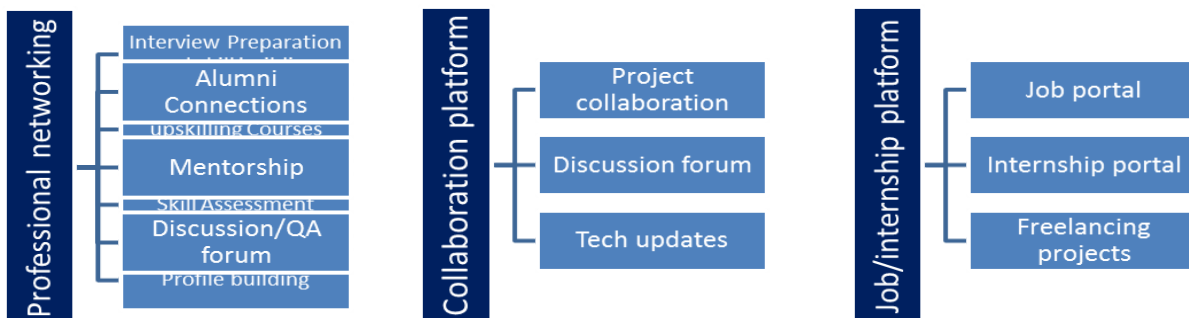 Professional networking
Interview Preparation
Alumni
Connections
upskilling Courses
Mentorship
Skill Assessment
Discussion/QA
forum
Profile building
Collaboration platform
Project
collaboration
Discussion forum
Tech updates
Job/internship platform
Job portal
Internship portal
Freelancing
projects